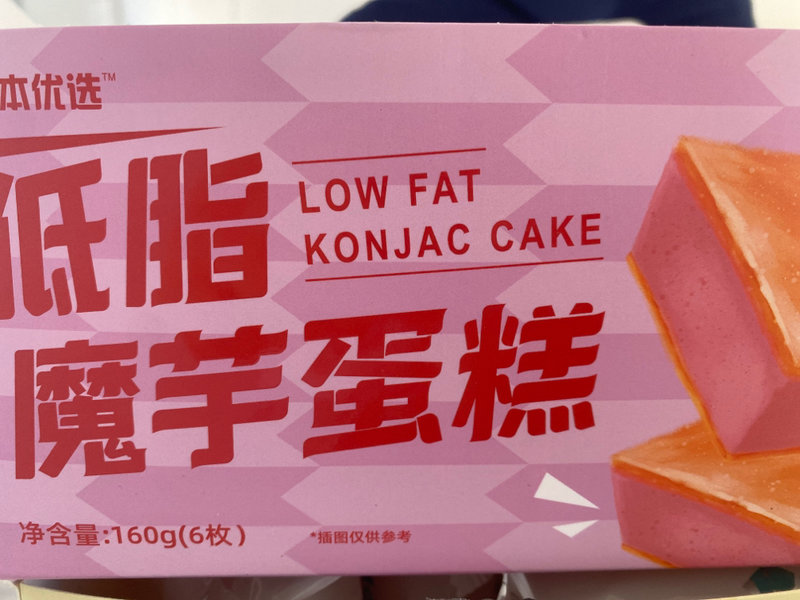 本优选™
低脂
LOW FAT
KONJAC CAKE
魔芋蛋糕
净含量:160g(6枚)
*插图仅供参考